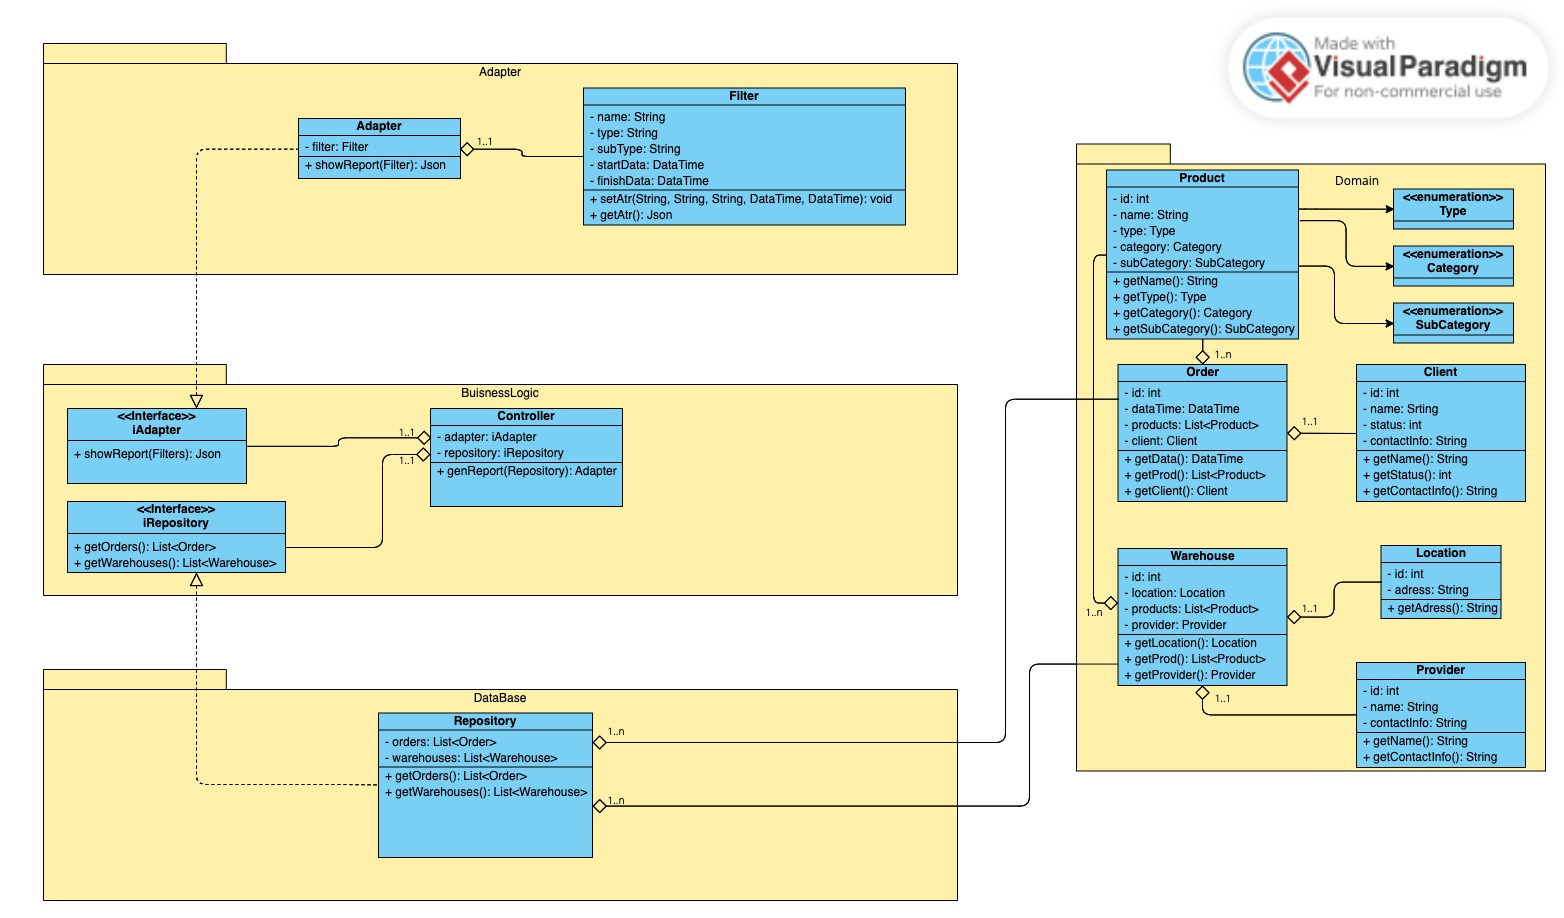 Made with
VisualParadigm
For non-commercial use
Adapter
Filter
- name: String
- type: String
- subType: String
- startData: DataTime
- finishData: DataTime
+ setAtr(String, String, String, DataTime, DataTime): void
+ getAtr(): Json
Adapter
- filter: Filter
+ showReport(Filter): Json
1..1
BuisnessLogic
<<Interface>>
iAdapter
+ showReport(Filters): Json
Controller
- adapter: iAdapter
- repository: iRepository
+ genReport(Repository): Adapter
1..1
1..1
<<Interface>>
iRepository
+ getOrders(): List<Order>
+ getWarehouses(): List<Warehouse>
DataBase
Repository
- orders: List<Order>
- warehouses: List<Warehouse>
+ getOrders(): List<Order>
+ getWarehouses(): List<Warehouse>
1..n
1..n
Domain
Product
- id: int
- name: String
- type: Type
- category: Category
- subCategory: SubCategory
+ getName(): String
+ getType(): Type
+ getCategory(): Category
+ getSubCategory(): SubCategory
<<enumeration>>
Type
<<enumeration>>
Category
<<enumeration>>
SubCategory
1..n
Order
- id: int
- dataTime: DataTime
- products: List<Product>
- client: Client
+ getData(): DataTime
+ getProd(): List<Product>
+ getClient(): Client
1..1
Client
- id: int
- name: Srting
- status: int
- contactInfo: String
+ getName(): String
+ getStatus(): int
+ getContactInfo(): String
Warehouse
- id: int
- location: Location
- products: List<Product>
- provider: Provider
+ getLocation(): Location
+ getProd(): List<Product>
+ getProvider(): Provider
1..n
1..1
1..1
Location
- id: int
- adress: String
+ getAdress(): String
Provider
- id: int
- name: String
- contactInfo: String
+ getName(): String
+ getContactInfo(): String